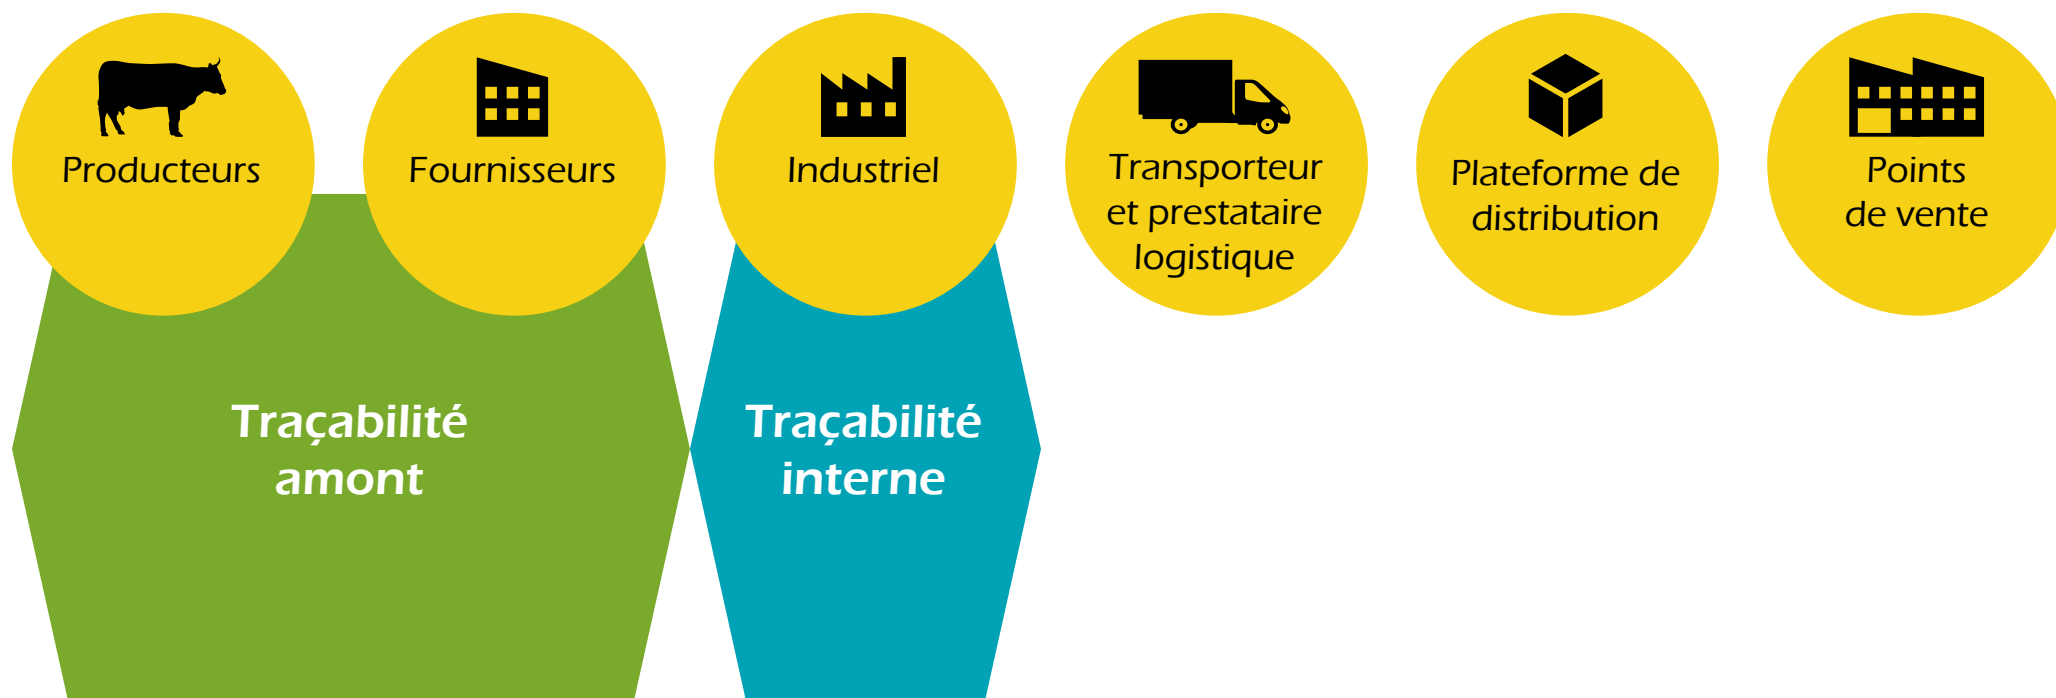 Producteurs
Fournisseurs
Industriel
Transporteur
et prestataire
logistique
Plateforme de
distribution
Points
de vente
Traçabilité
amont
Traçabilité
interne